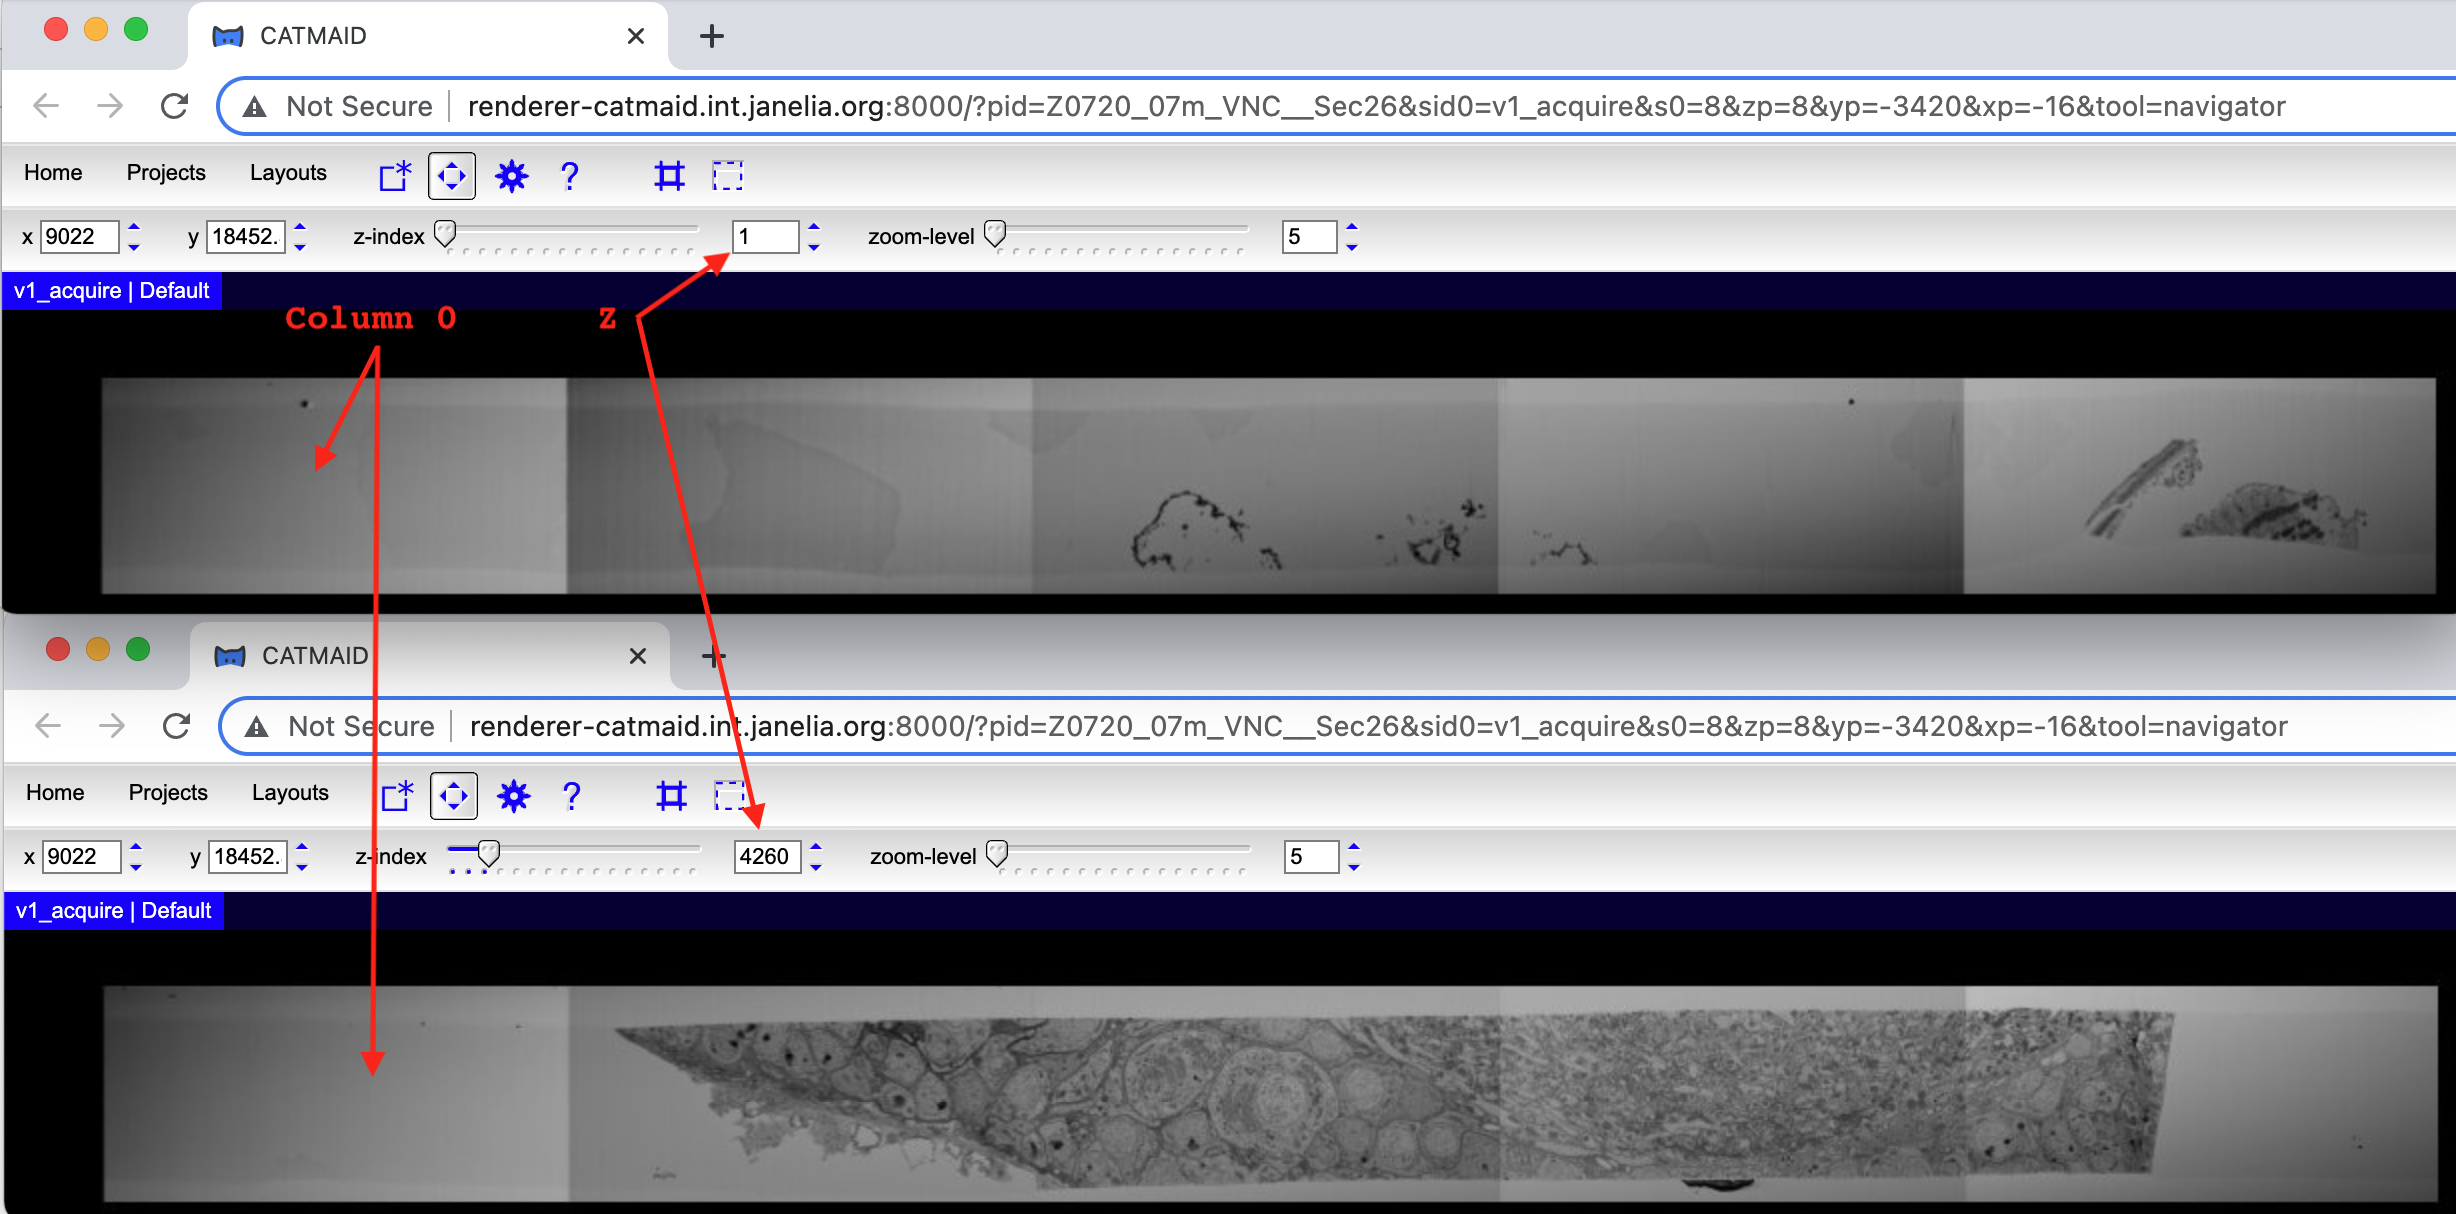 CATMAID
Not Secure renderer-catmaid.int.janelia.org:8000/?pid=Z0720_07m_VNC__Sec26&sid0=v1_acquire&s0=8&zp=8&yp=-3420&xp=-16&tool=navigator
Home Projects Layouts ?
x 9022 y 18452. z-index 1 zoom-level 5
v1_acquire | Default
Column 0 Z
CATMAID
Not Secure renderer-catmaid.int.janelia.org:8000/?pid=Z0720_07m_VNC__Sec26&sid0=v1_acquire&s0=8&zp=8&yp=-3420&xp=-16&tool=navigator
Home Projects Layouts ?
x 9022 y 18452. z-index 4260 zoom-level 5
v1_acquire | Default